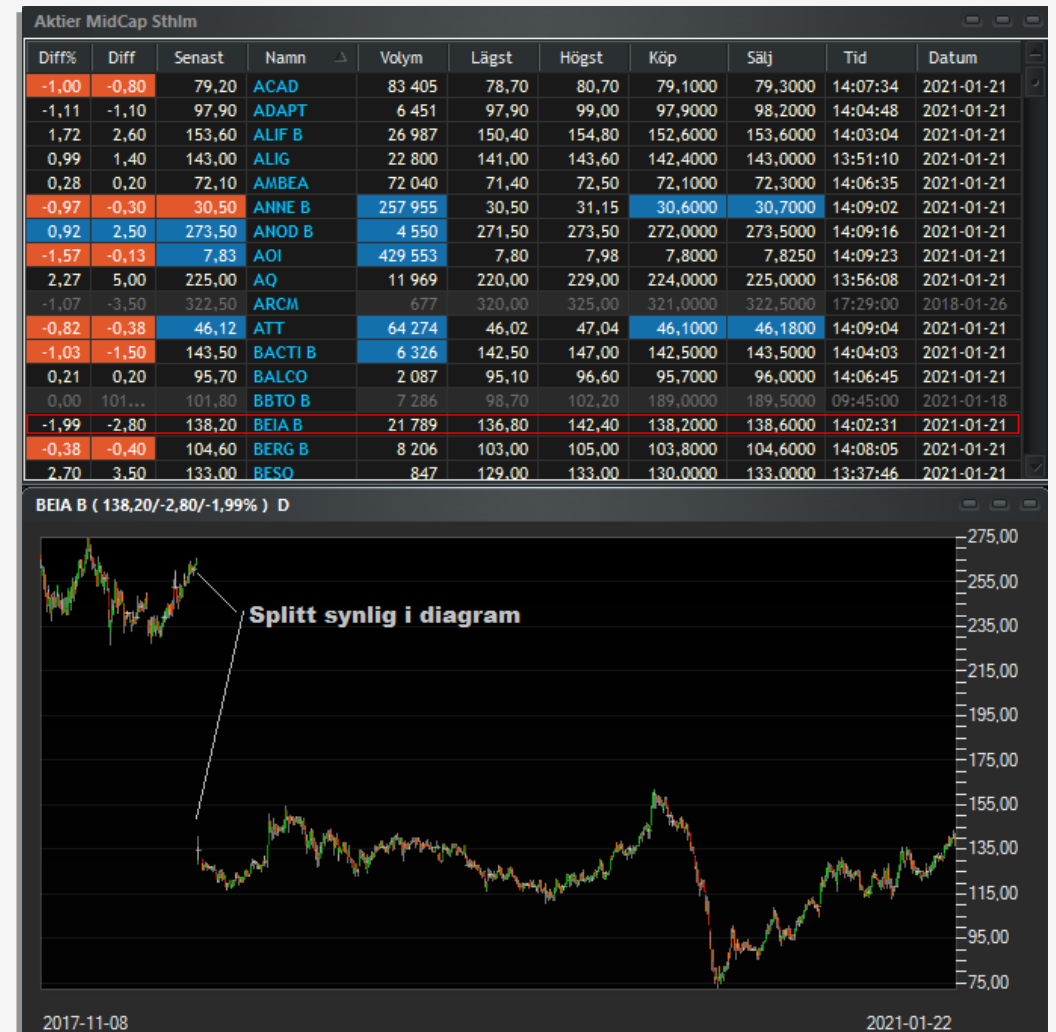 Aktier MidCap Sthlm
Diff% Diff Senast Namn Volym Lägst Högst Köp Sälj Tid Datum
-1,00 -0,80 79,20 ACAD 83 405 78,70 80,70 79,1000 79,3000 14:07:34 2021-01-21
-1,11 -1,10 97,90 ADAPT 6 451 97,90 99,00 97,9000 98,2000 14:04:48 2021-01-21
1,72 2,60 153,60 ALIF B 26 987 150,40 154,80 152,6000 153,6000 14:03:04 2021-01-21
0,99 1,40 143,00 ALIG 22 800 141,00 143,60 142,4000 143,0000 13:51:10 2021-01-21
0,28 0,20 72,10 AMBEA 72 040 71,40 72,50 72,1000 72,3000 14:06:35 2021-01-21
-0,97 -0,30 30,50 ANNE B 257 955 30,50 31,15 30,6000 30,7000 14:09:02 2021-01-21
0,92 2,50 273,50 ANOD B 4 550 271,50 273,50 272,0000 273,5000 14:09:16 2021-01-21
-1,57 -0,13 7,83 AOI 429 553 7,80 7,98 7,8000 7,8250 14:09:23 2021-01-21
2,27 5,00 225,00 AQ 11 969 220,00 229,00 224,0000 225,0000 13:56:08 2021-01-21
-1,07 -3,50 322,50 ARCM 677 320,00 325,00 321,0000 322,5000 17:29:00 2018-01-26
-0,82 -0,38 46,12 ATT 64 274 46,02 47,04 46,1000 46,1800 14:09:04 2021-01-21
-1,03 -1,50 143,50 BACTI B 6 326 142,50 147,00 142,5000 143,5000 14:04:03 2021-01-21
0,21 0,20 95,70 BALCO 2 087 95,10 96,60 95,7000 96,0000 14:06:45 2021-01-21
0,00 101... 101,80 BBTO B 7 286 98,70 102,20 189,0000 189,5000 09:45:00 2021-01-18
-1,99 -2,80 138,20 BEIA B 21 789 136,80 142,40 138,2000 138,6000 14:02:31 2021-01-21
-0,38 -0,40 104,60 BERG B 8 206 103,00 105,00 103,8000 104,6000 14:08:05 2021-01-21
2,70 3,50 133,00 BESQ 847 129,00 133,00 130,0000 133,0000 13:37:46 2021-01-21
BEIA B ( 138,20/-2,80/-1,99% ) D
275,00
255,00
Splitt synlig i diagram
235,00
215,00
195,00
175,00
155,00
135,00
115,00
95,00
75,00
2017-11-08 2021-01-22